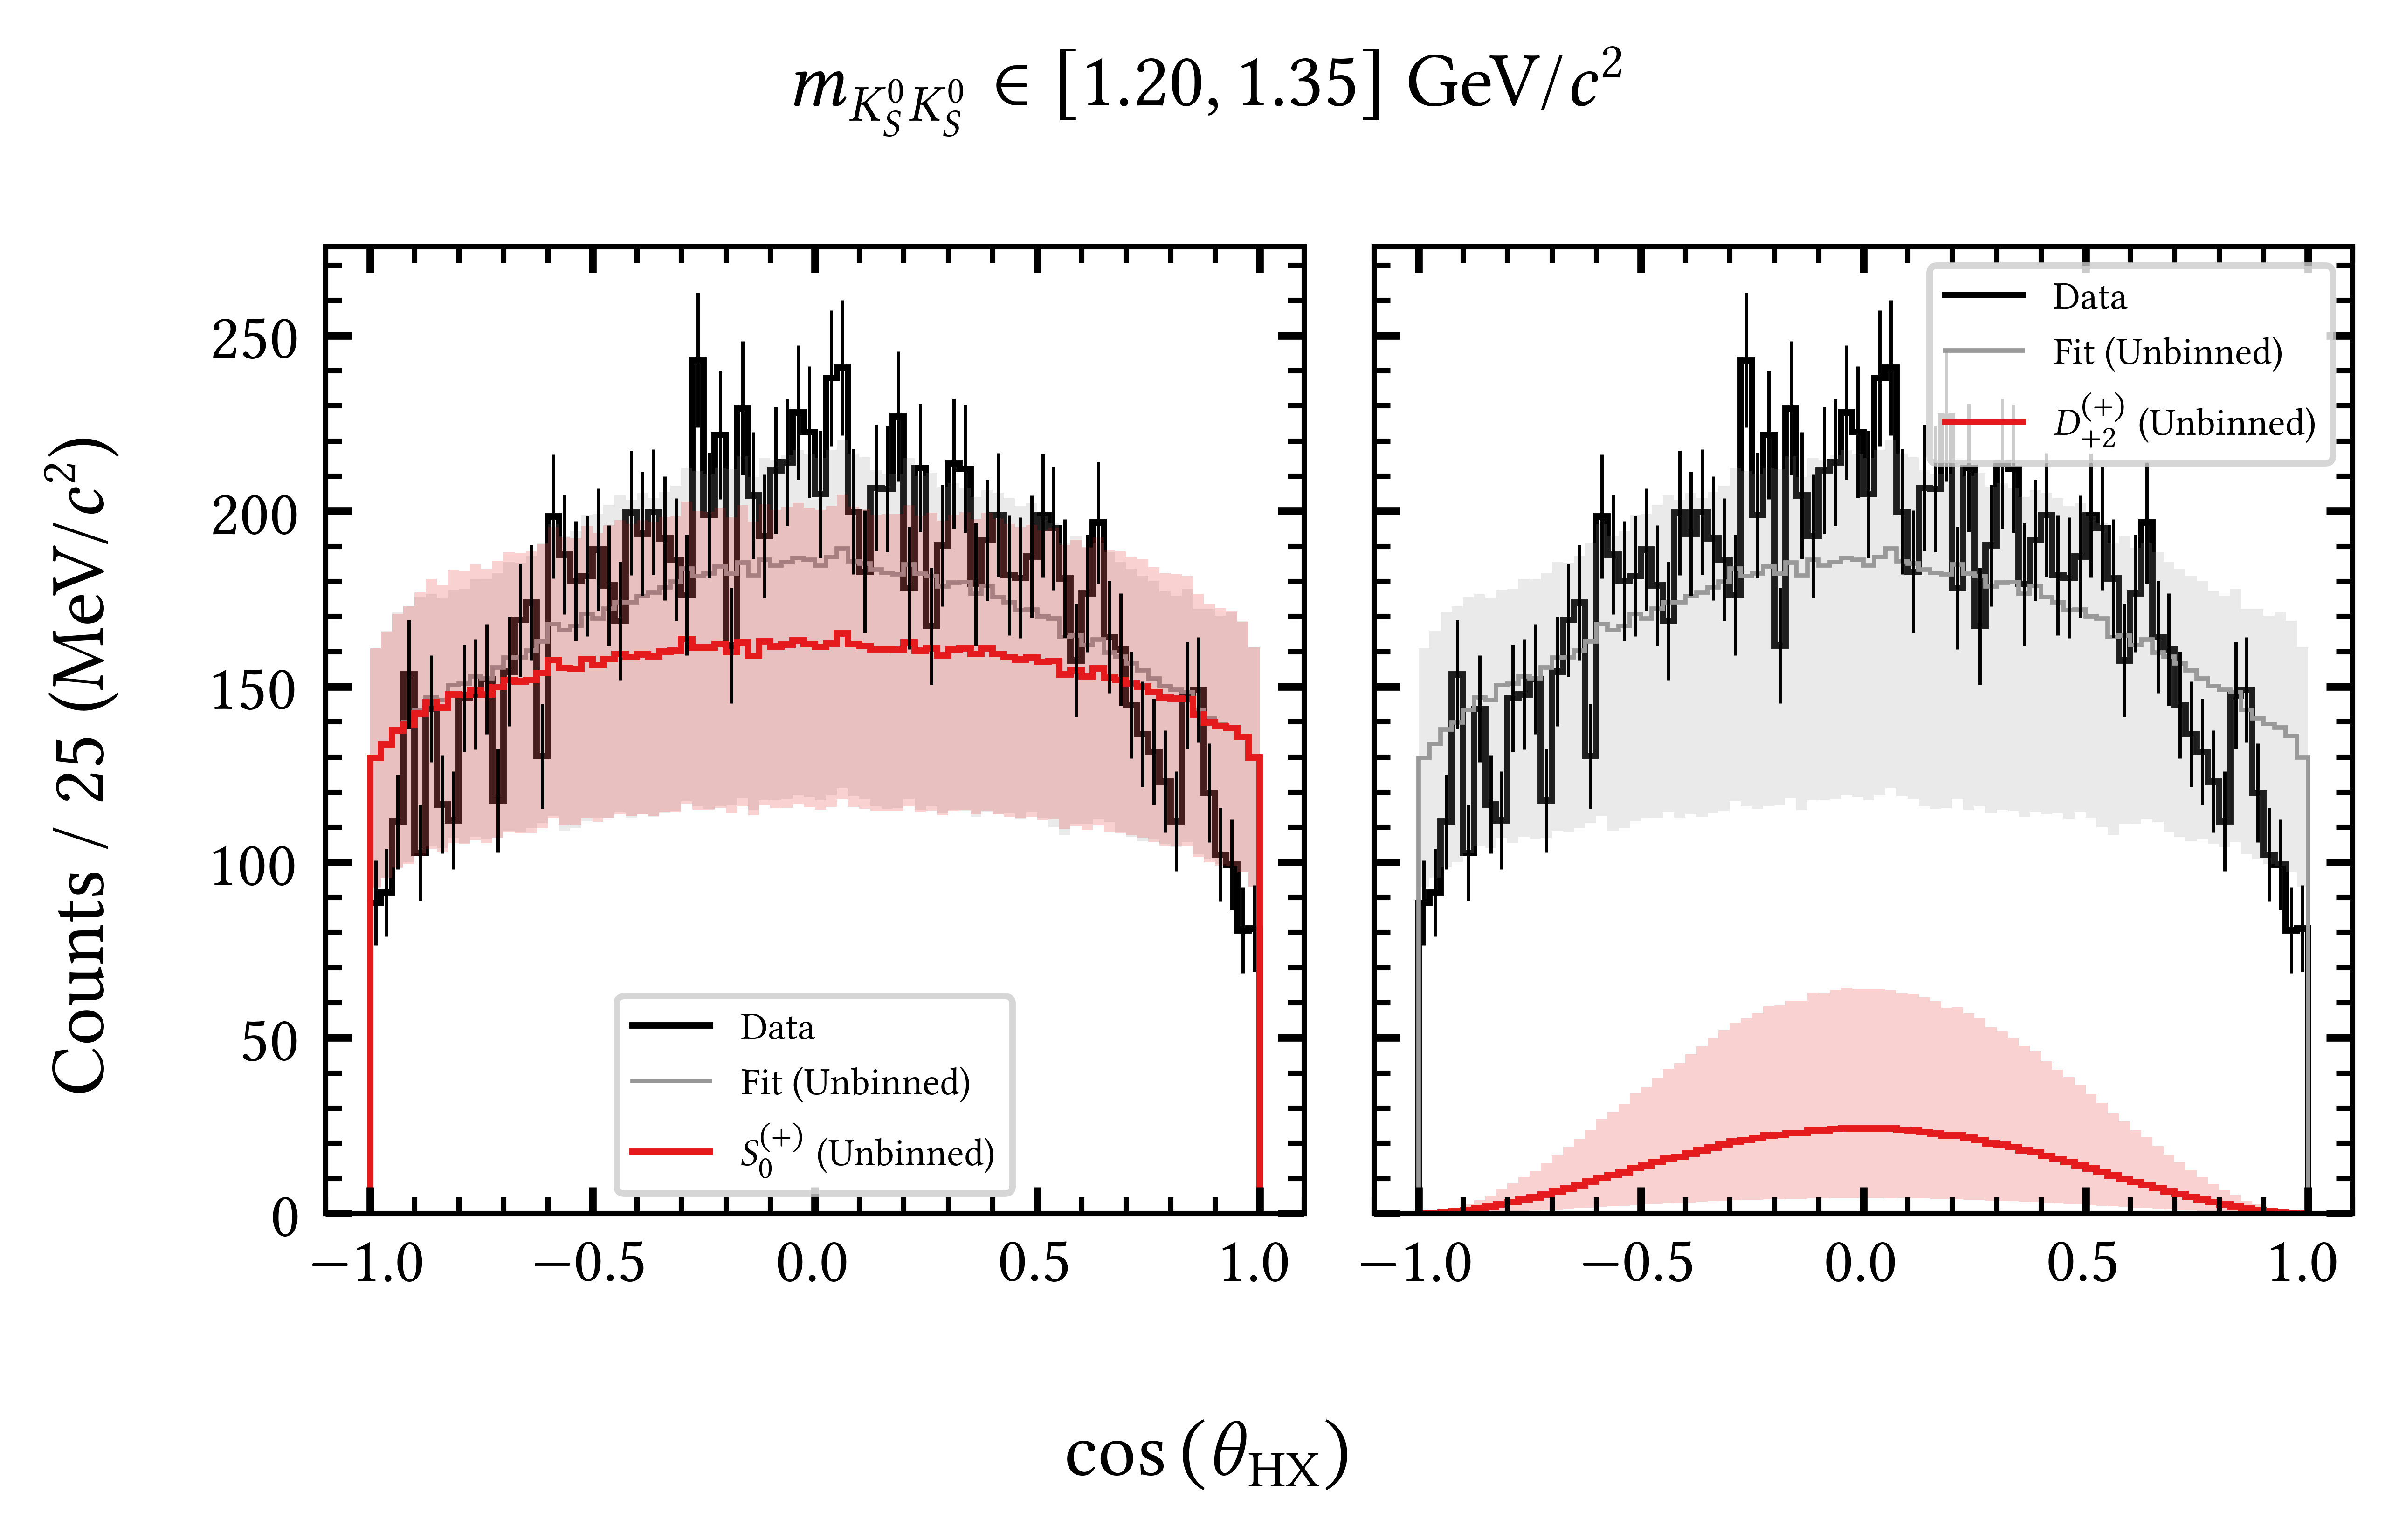 m_{K_S^0 K_S^0} ∈ [1.20, 1.35] GeV/c²
Counts / 25 (MeV/c²)
250
200
150
100
50
0
Data
Fit (Unbinned)
S_0^{(+)} (Unbinned)
−1.0 −0.5 0.0 0.5 1.0
Data
Fit (Unbinned)
D_{+2}^{(+)} (Unbinned)
−1.0 −0.5 0.0 0.5 1.0
cos (θ_{HX})